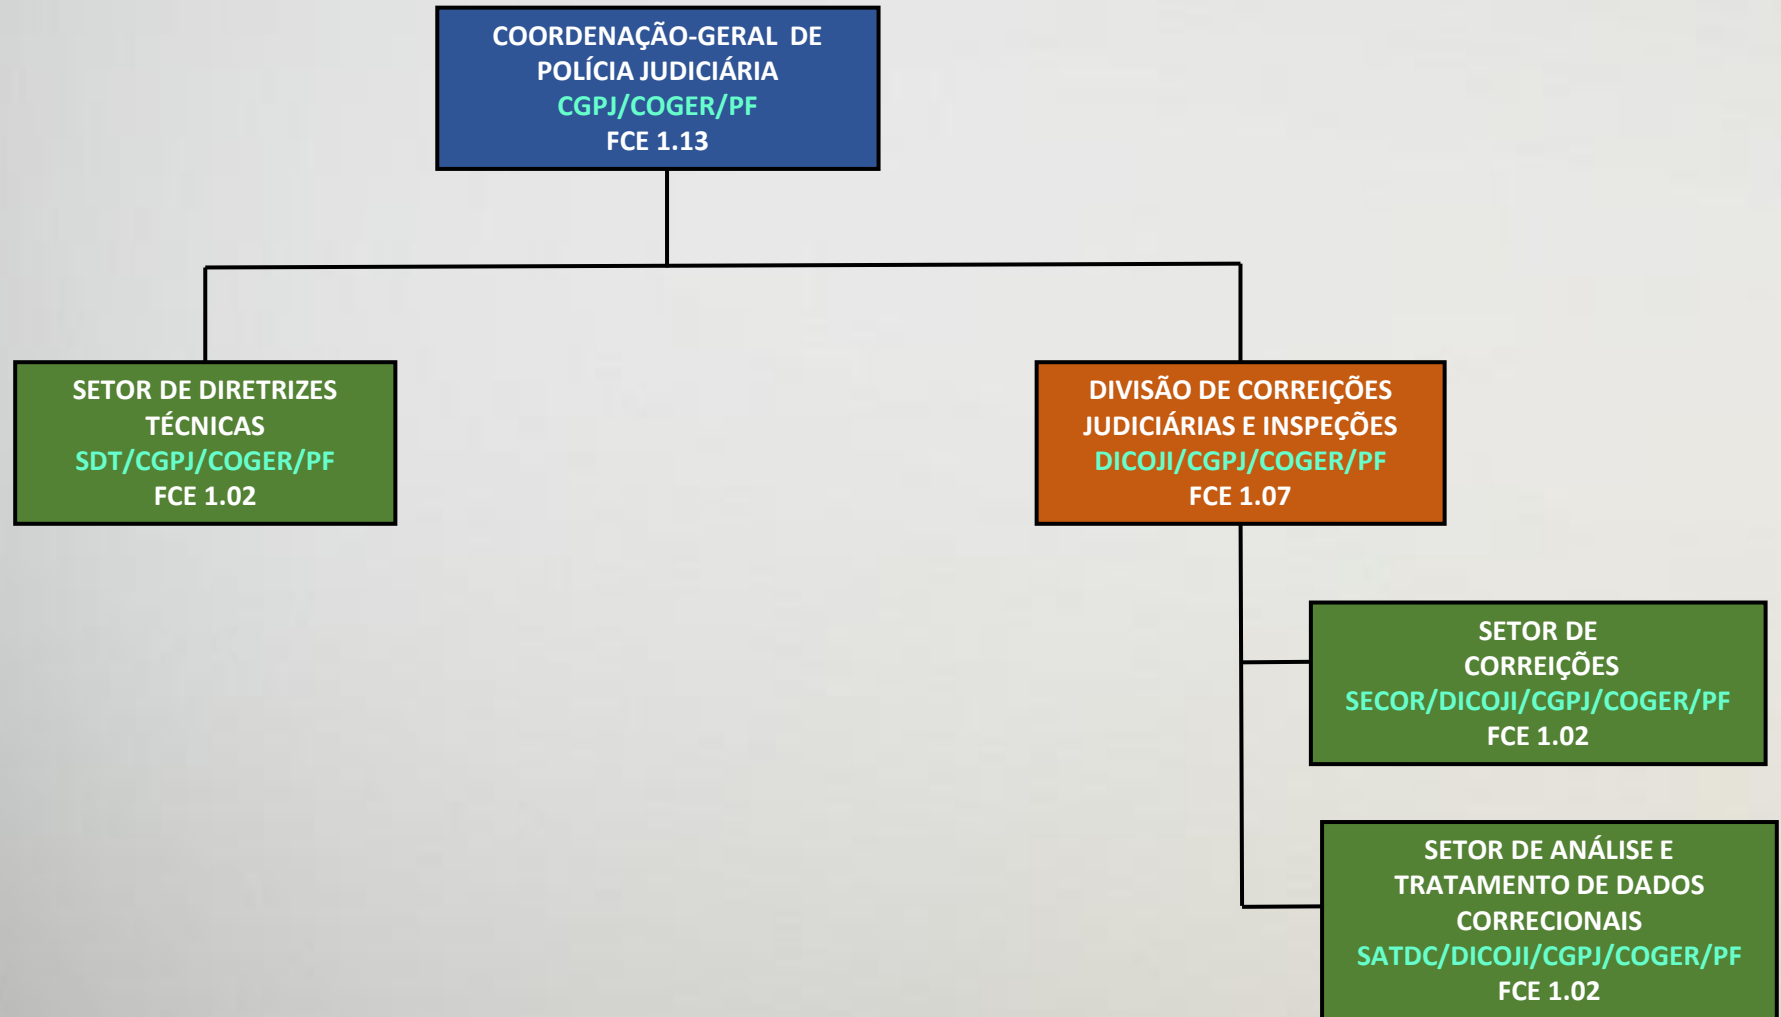 COORDENAÇÃO-GERAL DE
POLÍCIA JUDICIÁRIA
CGPJ/COGER/PF
FCE 1.13
SETOR DE DIRETRIZES
TÉCNICAS
SDT/CGPJ/COGER/PF
FCE 1.02
DIVISÃO DE CORREIÇÕES
JUDICIÁRIAS E INSPEÇÕES
DICOJI/CGPJ/COGER/PF
FCE 1.07
SETOR DE
CORREIÇÕES
SECOR/DICOJI/CGPJ/COGER/PF
FCE 1.02
SETOR DE ANÁLISE E
TRATAMENTO DE DADOS
CORRECIONAIS
SATDC/DICOJI/CGPJ/COGER/PF
FCE 1.02